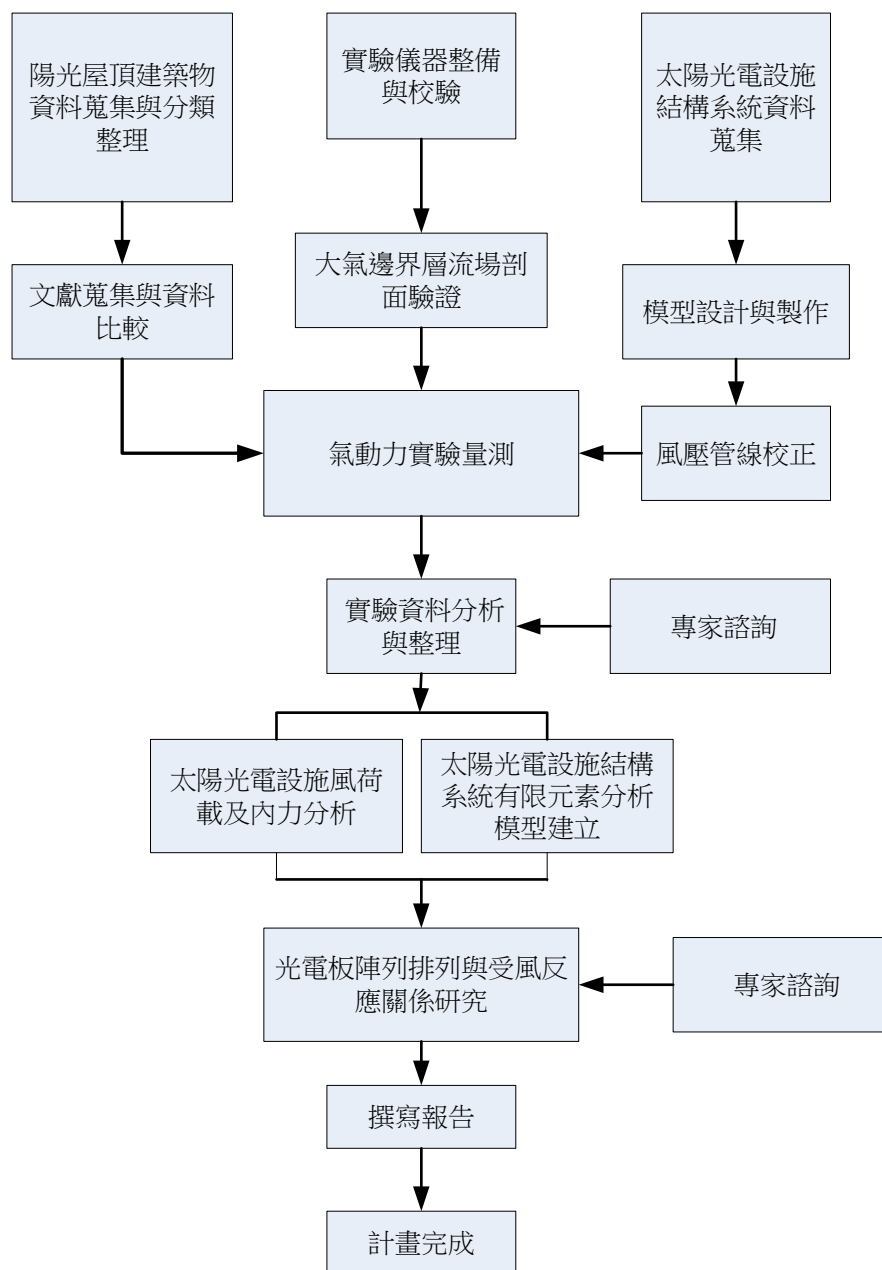 陽光屋頂建築物
資料蒐集與分類
整理
實驗儀器整備
與校驗
太陽光電設施
結構系統資料
蒐集
文獻蒐集與資料
比較
大氣邊界層流場剖
面驗證
模型設計與製作
氣動力實驗量測
風壓管線校正
實驗資料分析
與整理
專家諮詢
太陽光電設施風荷
載及內力分析
太陽光電設施結構
系統有限元素分析
模型建立
光電板陣列排列與受風反
應關係研究
專家諮詢
撰寫報告
計畫完成